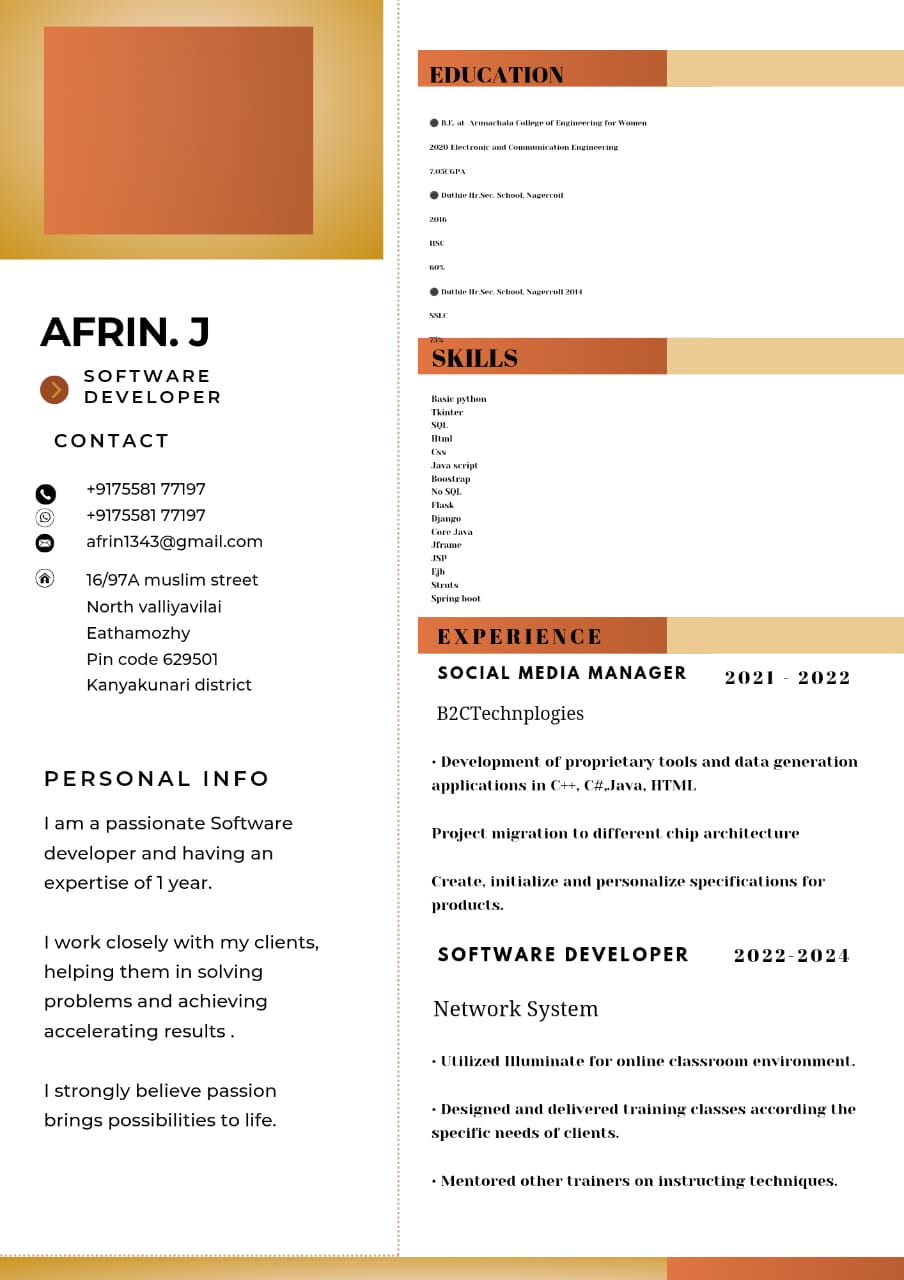 AFRIN. J
SOFTWARE
DEVELOPER
CONTACT
+9175581 77197
+9175581 77197
afrin1343@gmail.com
16/97A muslim street
North valliyavilai
Eathamozhy
Pin code 629501
Kanyakunari district
PERSONAL INFO
I am a passionate Software
developer and having an
expertise of 1 year.
I work closely with my clients,
helping them in solving
problems and achieving
accelerating results .
I strongly believe passion
brings possibilities to life.
EDUCATION
● B.E. at Arunachala College of Engineering for Women
2020 Electronic and Communication Engineering
7.05CGPA
● Duthie Hr.Sec. School, Nagercoil
2016
HSC
60%
● Duthie Hr.Sec. School, Nagercoil 2014
SSLC
75%
SKILLS
Basic python
Tkinter
SQL
Html
Css
Java script
Boostrap
No SQL
Flask
Django
Core Java
Jframe
JSP
Ejb
Struts
Spring boot
EXPERIENCE
SOCIAL MEDIA MANAGER 2021 - 2022
B2CTechnplogies
• Development of proprietary tools and data generation
applications in C++, C#,Java, HTML
Project migration to different chip architecture
Create, initialize and personalize specifications for
products.
SOFTWARE DEVELOPER 2022-2024
Network System
• Utilized Illuminate for online classroom environment.
• Designed and delivered training classes according the
specific needs of clients.
• Mentored other trainers on instructing techniques.